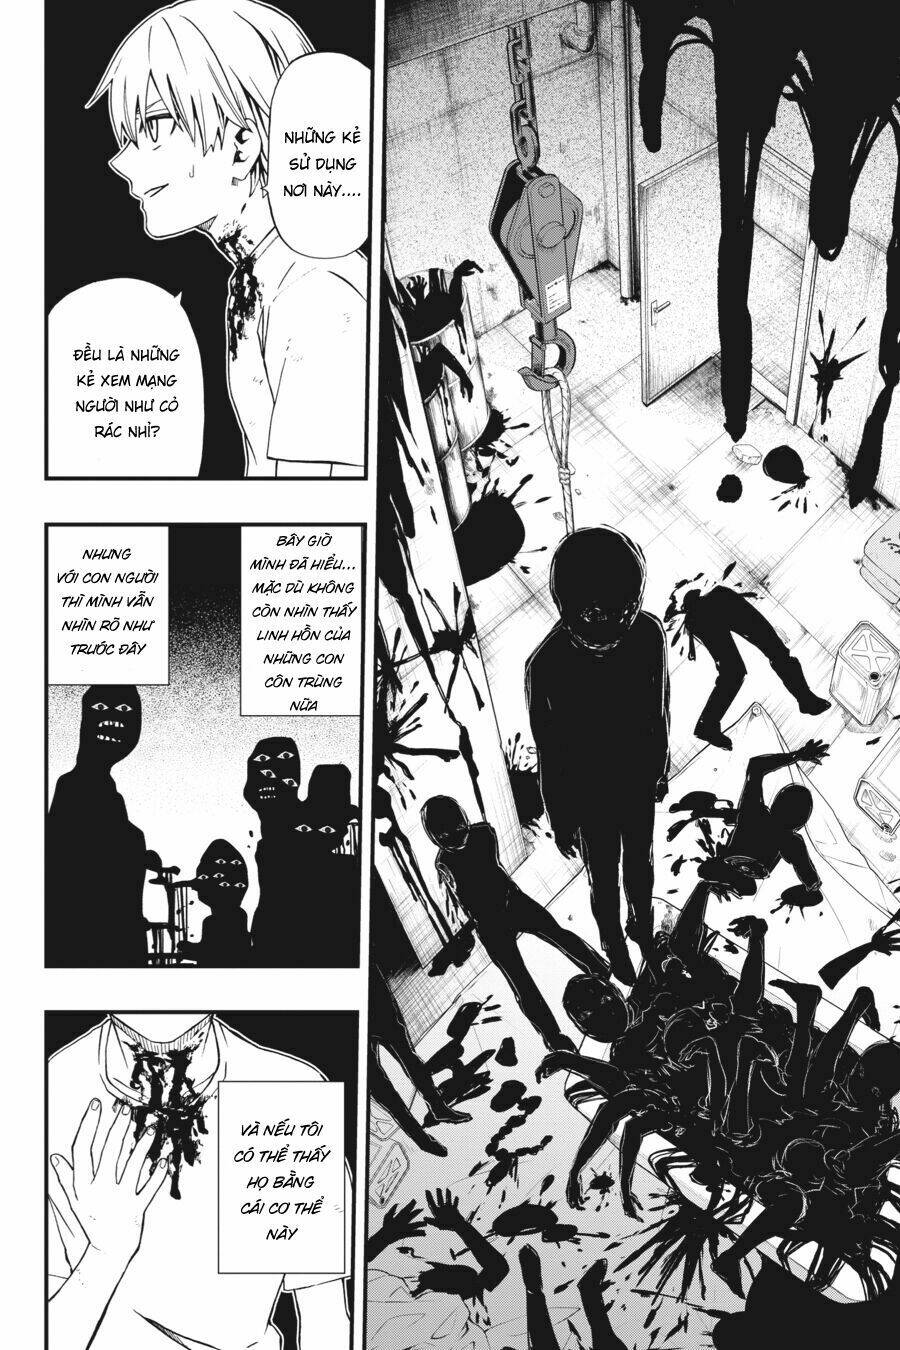 NHỮNG KẺ
SỬ DỤNG
NƠI NÀY....
ĐỀU LÀ NHỮNG
KẺ XEM MẠNG
NGƯỜI NHƯ CỎ
RÁC NHỈ?
BÂY GIỜ
MÌNH ĐÃ HIỂU...
MẶC DÙ KHÔNG
CÒN NHÌN THẤY
LINH HỒN CỦA
NHỮNG CON
CÔN TRÙNG
NỮA
NHƯNG
VỚI CON NGƯỜI
THÌ MÌNH VẪN
NHÌN RÕ NHƯ
TRƯỚC ĐÂY
VÀ NẾU TÔI
CÓ THỂ THẤY
HỌ BẰNG
CÁI CƠ THỂ
NÀY